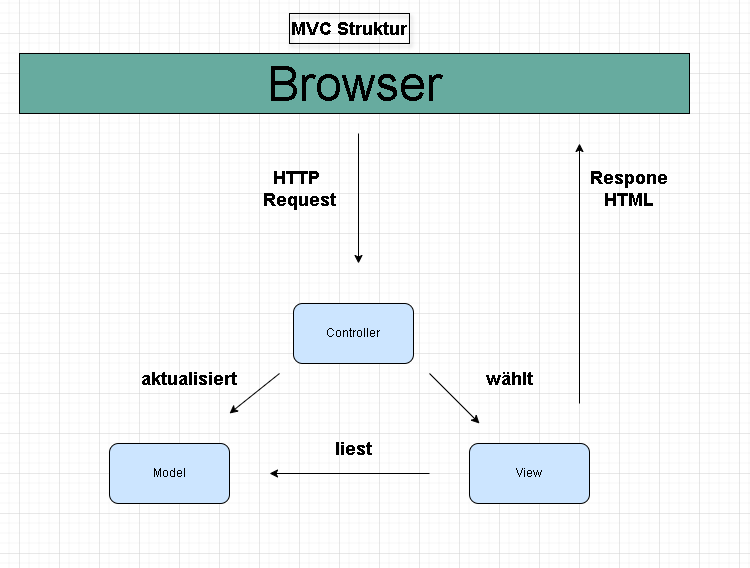 MVC Struktur
Browser
HTTP
Request
Respone
HTML
Controller
aktualisiert
wählt
liest
Model
View